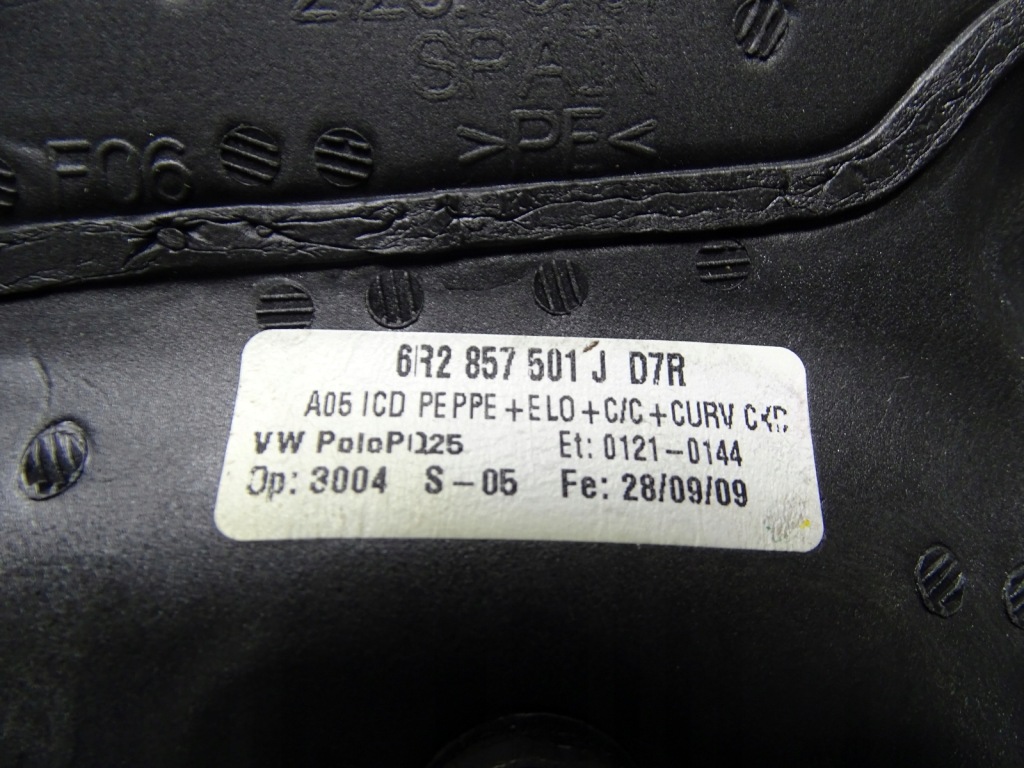 SPAIN
>PE<
F06
6R2 857 501 J D7R
A05 ICD PEPPE+ELO+C/C+CURV
VW PoloPQ25 Et: 0121-0144
Op: 3004 S-05 Fe: 28/09/09